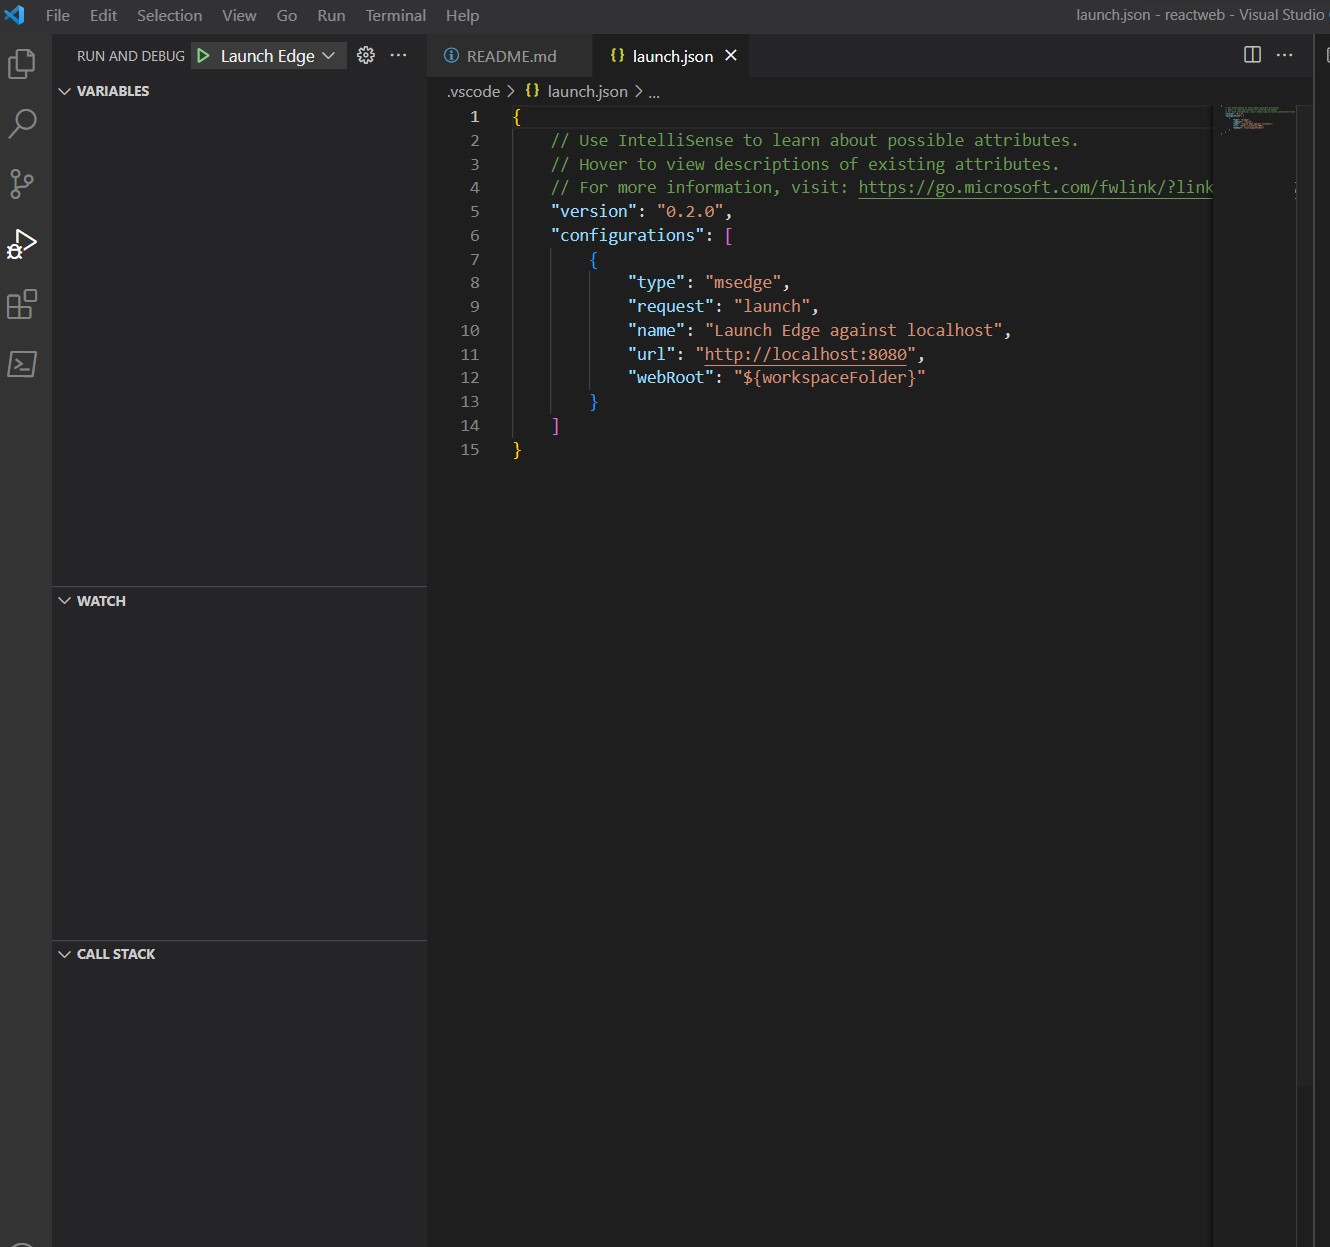 File Edit Selection View Go Run Terminal Help launch.json - reactweb - Visual Studio
RUN AND DEBUG Launch Edge
README.md
launch.json
VARIABLES
.vscode > {} launch.json > ...
1 {
2 // Use IntelliSense to learn about possible attributes.
3 // Hover to view descriptions of existing attributes.
4 // For more information, visit: https://go.microsoft.com/fwlink/?link
5 "version": "0.2.0",
6 "configurations": [
7 {
8 "type": "msedge",
9 "request": "launch",
10 "name": "Launch Edge against localhost",
11 "url": "http://localhost:8080",
12 "webRoot": "${workspaceFolder}"
13 }
14 ]
15 }
WATCH
CALL STACK